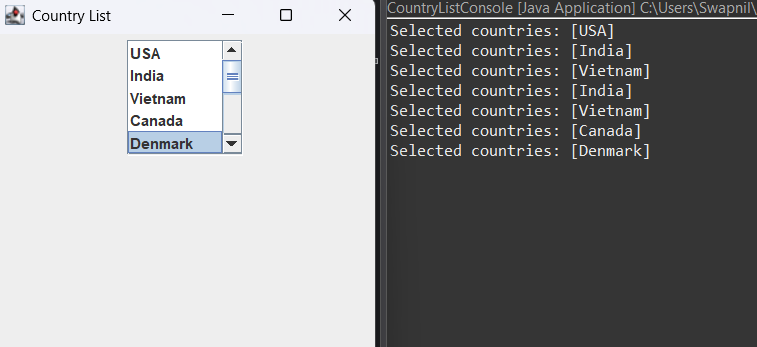 Country List
USA
India
Vietnam
Canada
Denmark
CountryListConsole [Java Application] C:\Users\Swapnil\
Selected countries: [USA]
Selected countries: [India]
Selected countries: [Vietnam]
Selected countries: [India]
Selected countries: [Vietnam]
Selected countries: [Canada]
Selected countries: [Denmark]